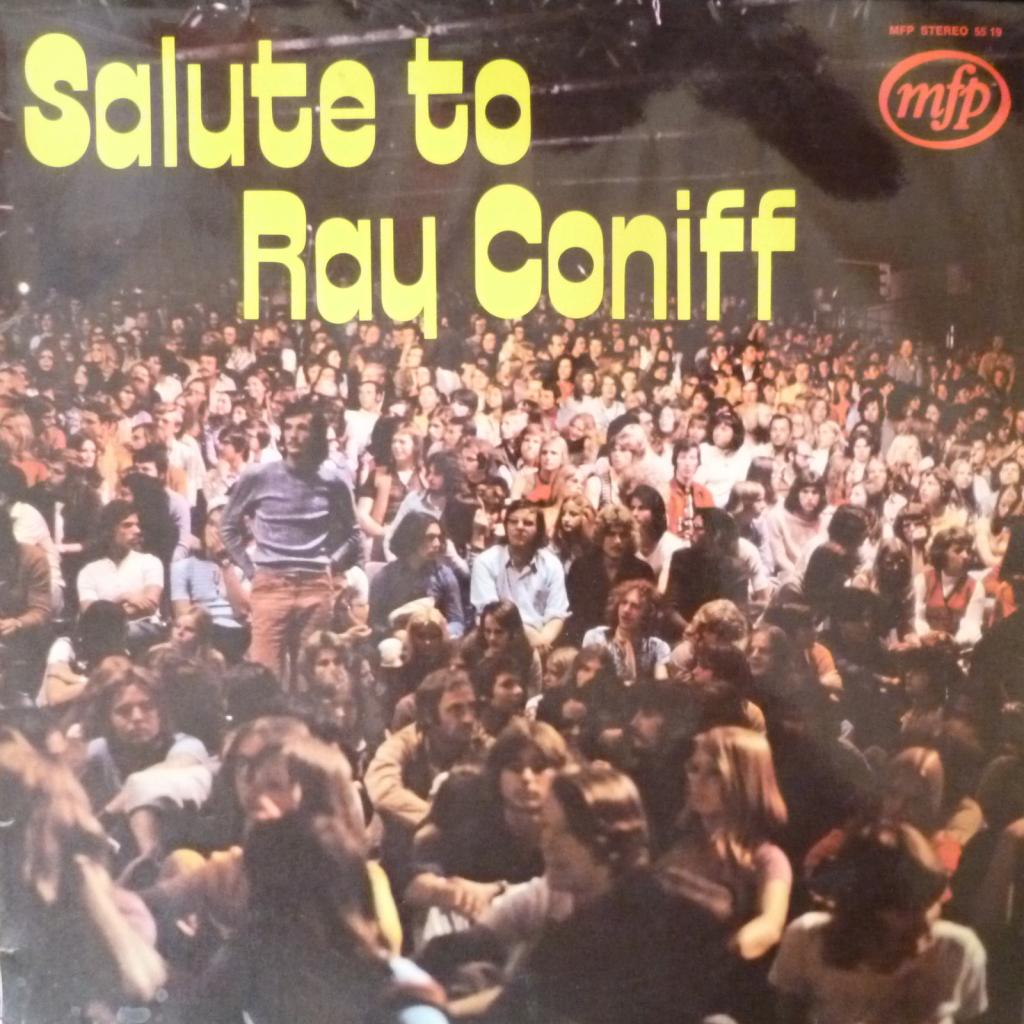 MFP STEREO 55 19
mfp
Salute to
Ray Coniff